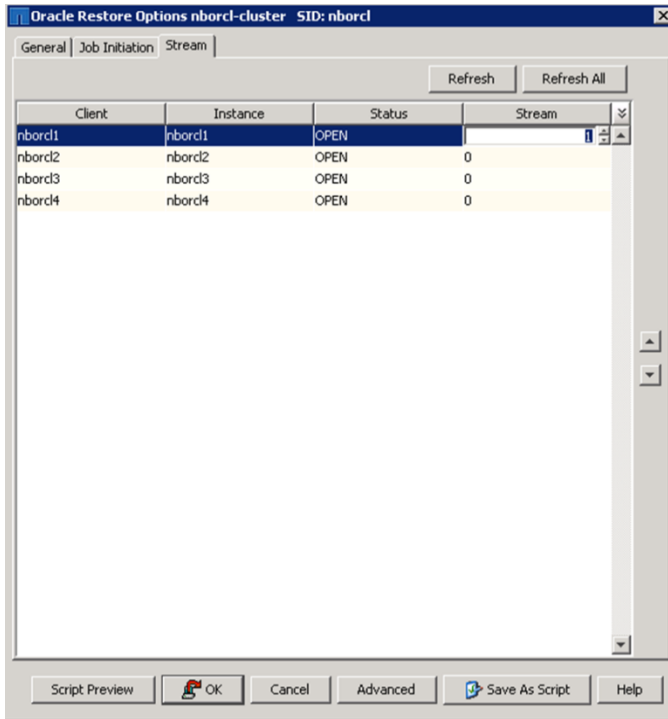 Oracle Restore Options nborcl-cluster SID: nborcl
General Job Initiation Stream
Refresh Refresh All
Client Instance Status Stream
nborcl1 nborcl1 OPEN 1
nborcl2 nborcl2 OPEN 0
nborcl3 nborcl3 OPEN 0
nborcl4 nborcl4 OPEN 0
Script Preview OK Cancel Advanced Save As Script Help